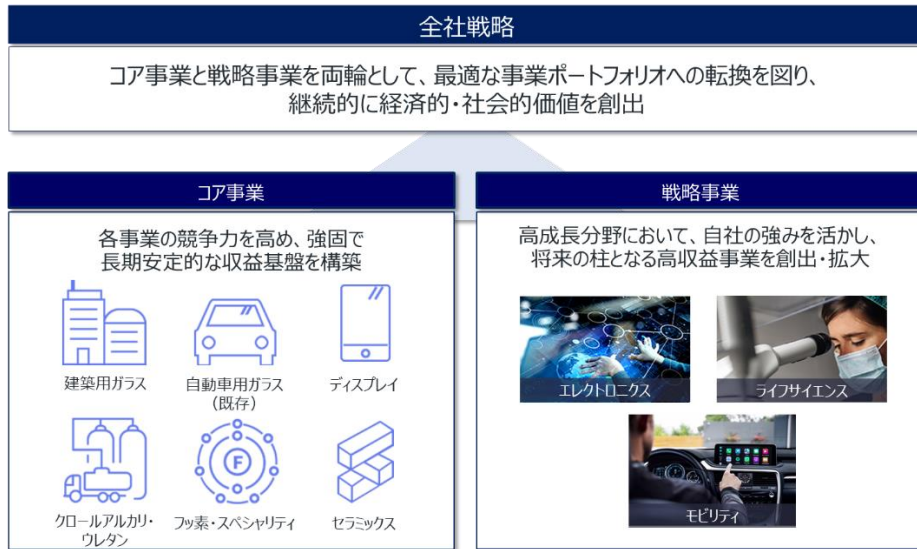 全社戦略
コア事業と戦略事業を両輪として、最適な事業ポートフォリオへの転換を図り、
継続的に経済的・社会的価値を創出
コア事業
各事業の競争力を高め、強固で
長期安定的な収益基盤を構築
建築用ガラス
自動車用ガラス
（既存）
ディスプレイ
クロールアルカリ・
ウレタン
F
フッ素・スペシャリティ
セラミックス
戦略事業
高成長分野において、自社の強みを活かし、
将来の柱となる高収益事業を創出・拡大
エレクトロニクス
ライフサイエンス
モビリティ